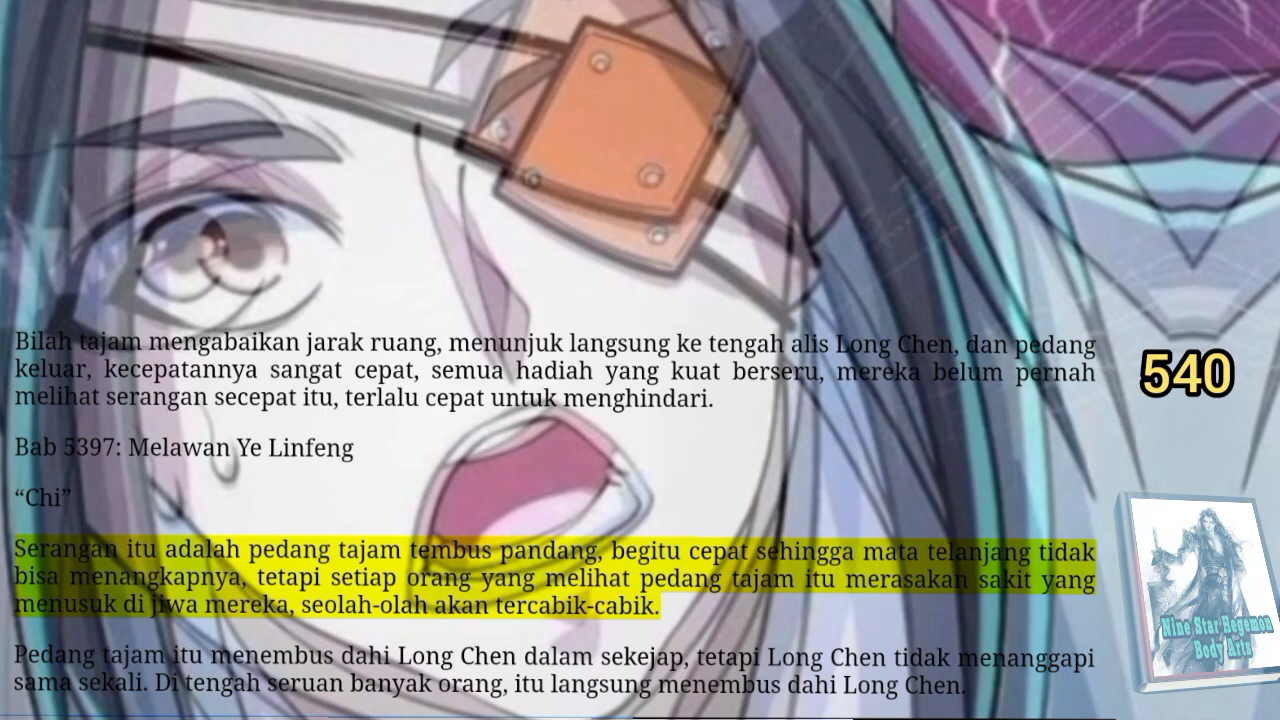 Bilah tajam mengabaikan jarak ruang, menunjuk langsung ke tengah alis Long Chen, dan pedang
keluar, kecepatannya sangat cepat, semua hadiah yang kuat berseru, mereka belum pernah
melihat serangan secepat itu, terlalu cepat untuk menghindari.
Bab 5397: Melawan Ye Linfeng
“Chi”
Serangan itu adalah pedang tajam tembus pandang, begitu cepat sehingga mata telanjang tidak
bisa menangkapnya, tetapi setiap orang yang melihat pedang tajam itu merasakan sakit yang
menusuk di jiwa mereka, seolah-olah akan tercabik-cabik.
Pedang tajam itu menembus dahi Long Chen dalam sekejap, tetapi Long Chen tidak menanggapi
sama sekali. Di tengah seruan banyak orang, itu langsung menembus dahi Long Chen.
540
Nine Star Hegemon
Body Arts